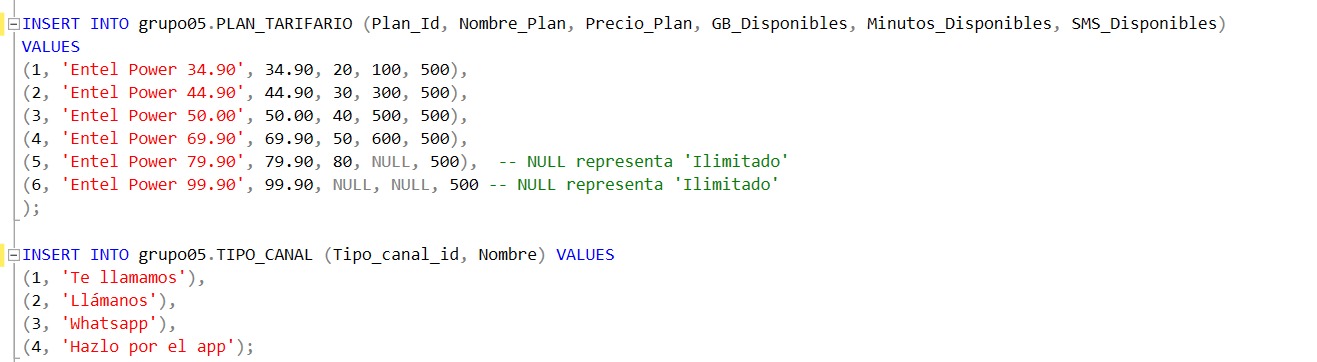 INSERT INTO grupo05.PLAN_TARIFARIO (Plan_Id, Nombre_Plan, Precio_Plan, GB_Disponibles, Minutos_Disponibles, SMS_Disponibles)
VALUES
(1, 'Entel Power 34.90', 34.90, 20, 100, 500),
(2, 'Entel Power 44.90', 44.90, 30, 300, 500),
(3, 'Entel Power 50.00', 50.00, 40, 500, 500),
(4, 'Entel Power 69.90', 69.90, 50, 600, 500),
(5, 'Entel Power 79.90', 79.90, 80, NULL, 500),  -- NULL representa 'Ilimitado'
(6, 'Entel Power 99.90', 99.90, NULL, NULL, 500 -- NULL representa 'Ilimitado'
);
INSERT INTO grupo05.TIPO_CANAL (Tipo_canal_id, Nombre) VALUES
(1, 'Te llamamos'),
(2, 'Llámanos'),
(3, 'Whatsapp'),
(4, 'Hazlo por el app');